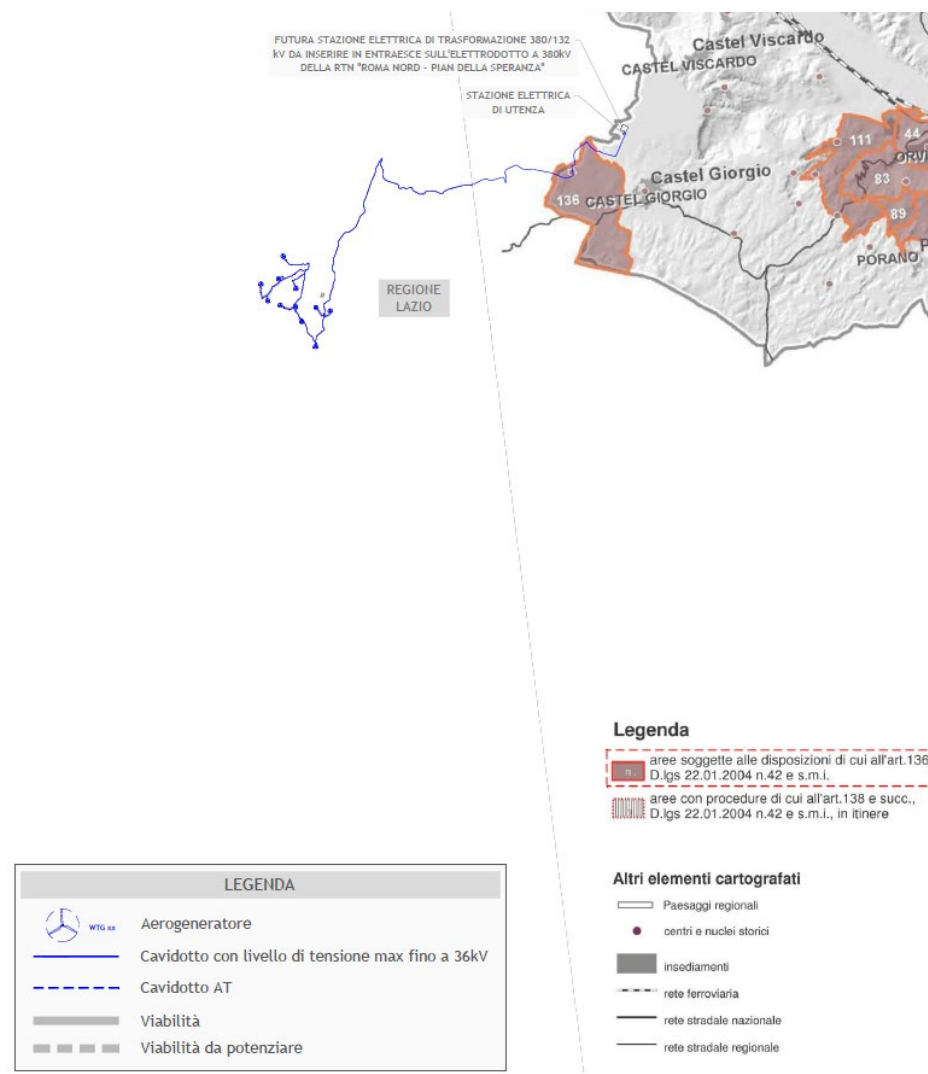 FUTURA STAZIONE ELETTRICA DI TRASFORMAZIONE 380/132
kV DA INSERIRE IN ENTRAESCE SULL'ELETTRODOTTO A 380kV
DELLA RTN "ROMA NORD - PIAN DELLA SPERANZA"
STAZIONE ELETTRICA
DI UTENZA
Castel Viscardo
CASTEL VISCARDO
111
44
ORVI
83
89
PORANO
Castel Giorgio
CASTEL GIORGIO
136
REGIONE
LAZIO
Legenda
n.
aree soggette alle disposizioni di cui all'art.136
D.lgs 22.01.2004 n.42 e s.m.i.
aree con procedure di cui all'art.138 e succ.,
D.lgs 22.01.2004 n.42 e s.m.i., in itinere
Altri elementi cartografati
Paesaggi regionali
centri e nuclei storici
insediamenti
rete ferroviaria
rete stradale nazionale
rete stradale regionale
LEGENDA
WTG xx
Aerogeneratore
Cavidotto con livello di tensione max fino a 36kV
Cavidotto AT
Viabilità
Viabilità da potenziare